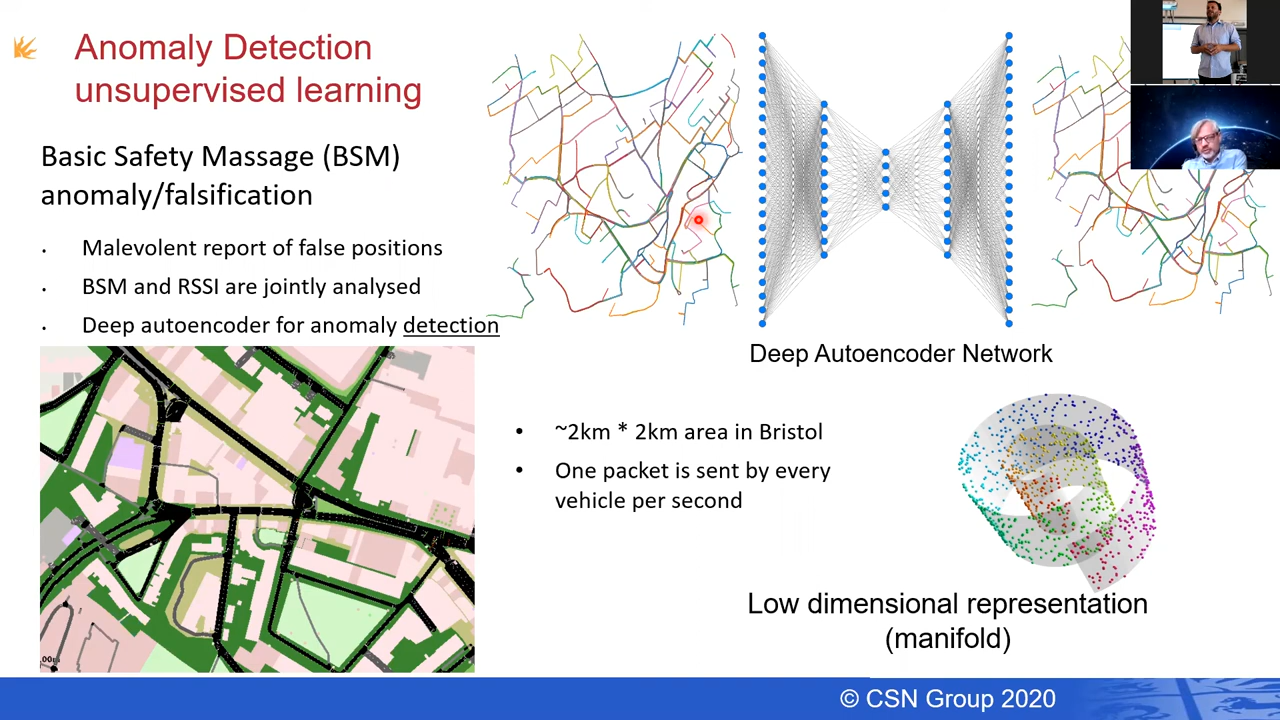 Anomaly Detection
unsupervised learning
Basic Safety Massage (BSM)
anomaly/falsification
• Malevolent report of false positions
• BSM and RSSI are jointly analysed
• Deep autoencoder for anomaly detection
Deep Autoencoder Network
• ~2km * 2km area in Bristol
• One packet is sent by every
vehicle per second
Low dimensional representation
(manifold)
© CSN Group 2020